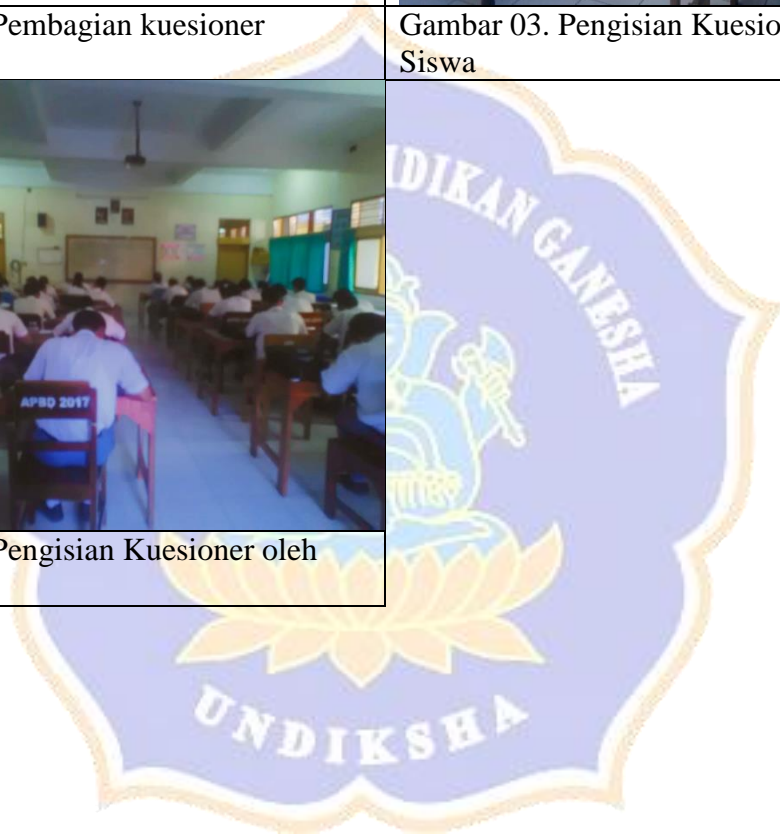 Pembagian kuesioner
Gambar 03. Pengisian Kuesio
Siswa
DIKAN GANESHA
APBD 2017
Pengisian Kuesioner oleh
UNDIKSHA